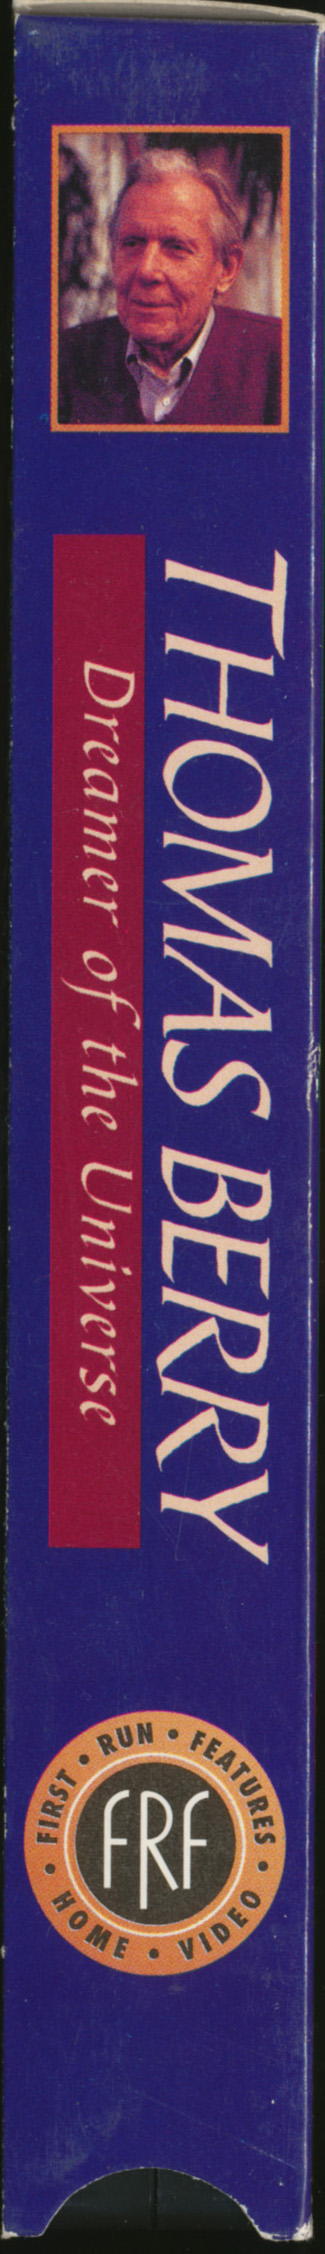 THOMAS BERRY
Dreamer of the Universe
FIRST • RUN • FEATURES
• HOME • VIDEO •
FRF